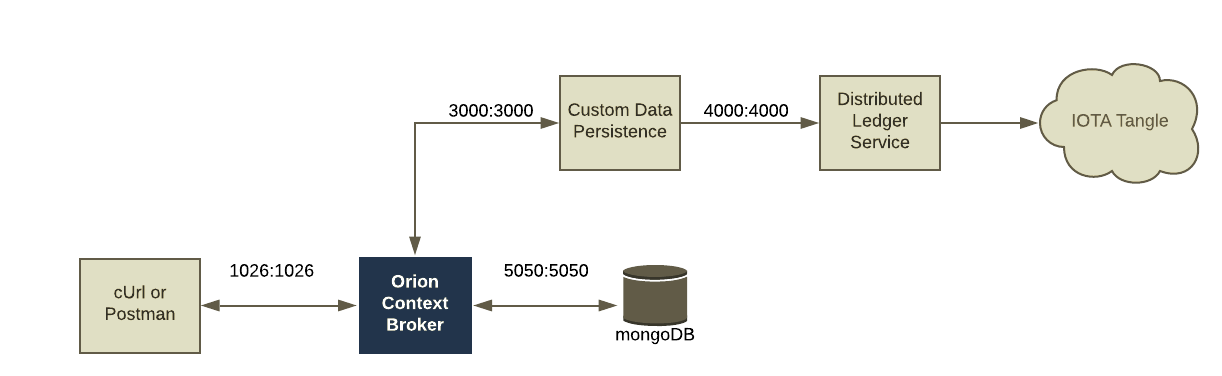 3000:3000
Custom Data
Persistence
4000:4000
Distributed
Ledger
Service
IOTA Tangle
cUrl or
Postman
1026:1026
Orion
Context
Broker
5050:5050
mongoDB